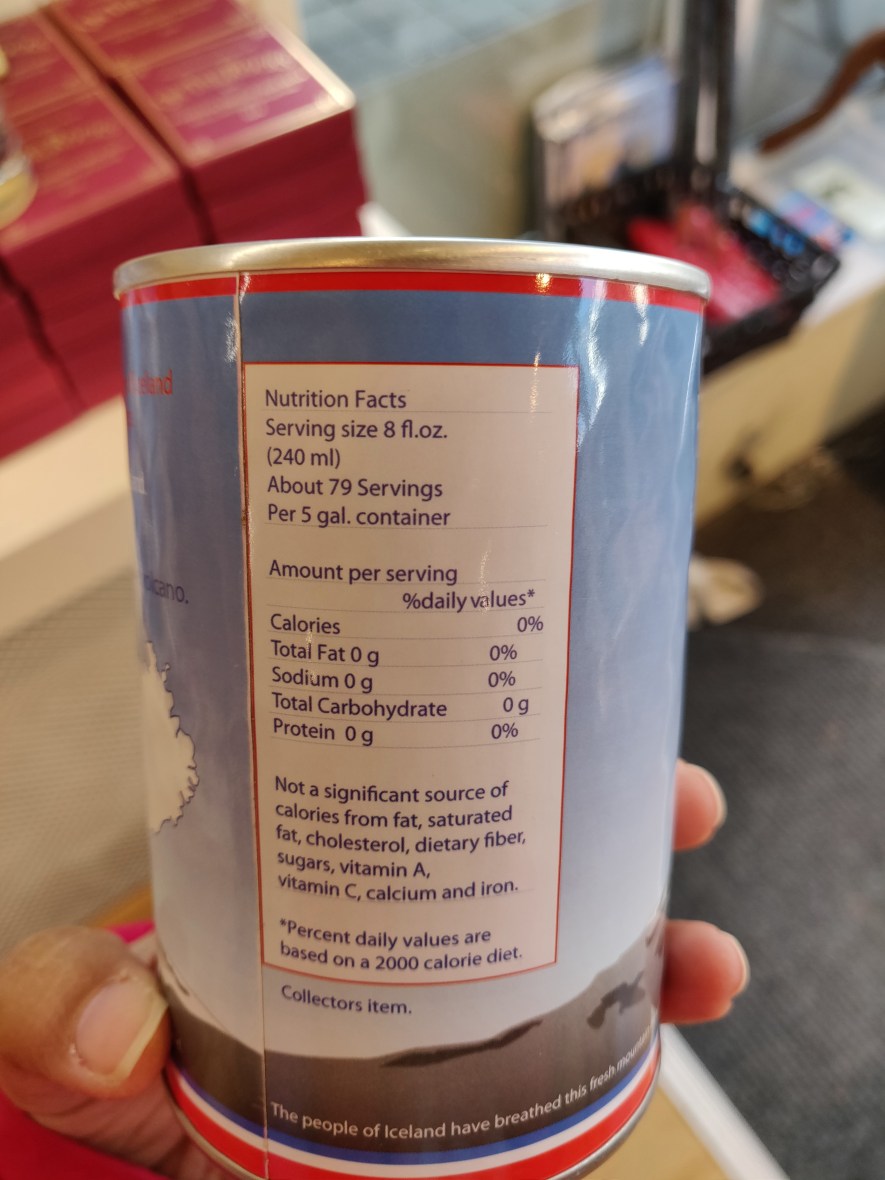 Nutrition Facts
Serving size 8 fl.oz.
(240 ml)
About 79 Servings
Per 5 gal. container
Amount per serving
%daily values*
Calories 0%
Total Fat 0 g 0%
Sodium 0 g 0%
Total Carbohydrate 0 g
Protein 0 g 0%
Not a significant source of
calories from fat, saturated
fat, cholesterol, dietary fiber,
sugars, vitamin A,
vitamin C, calcium and iron.
*Percent daily values are
based on a 2000 calorie diet.
Collectors item.
The people of Iceland have breathed this fresh